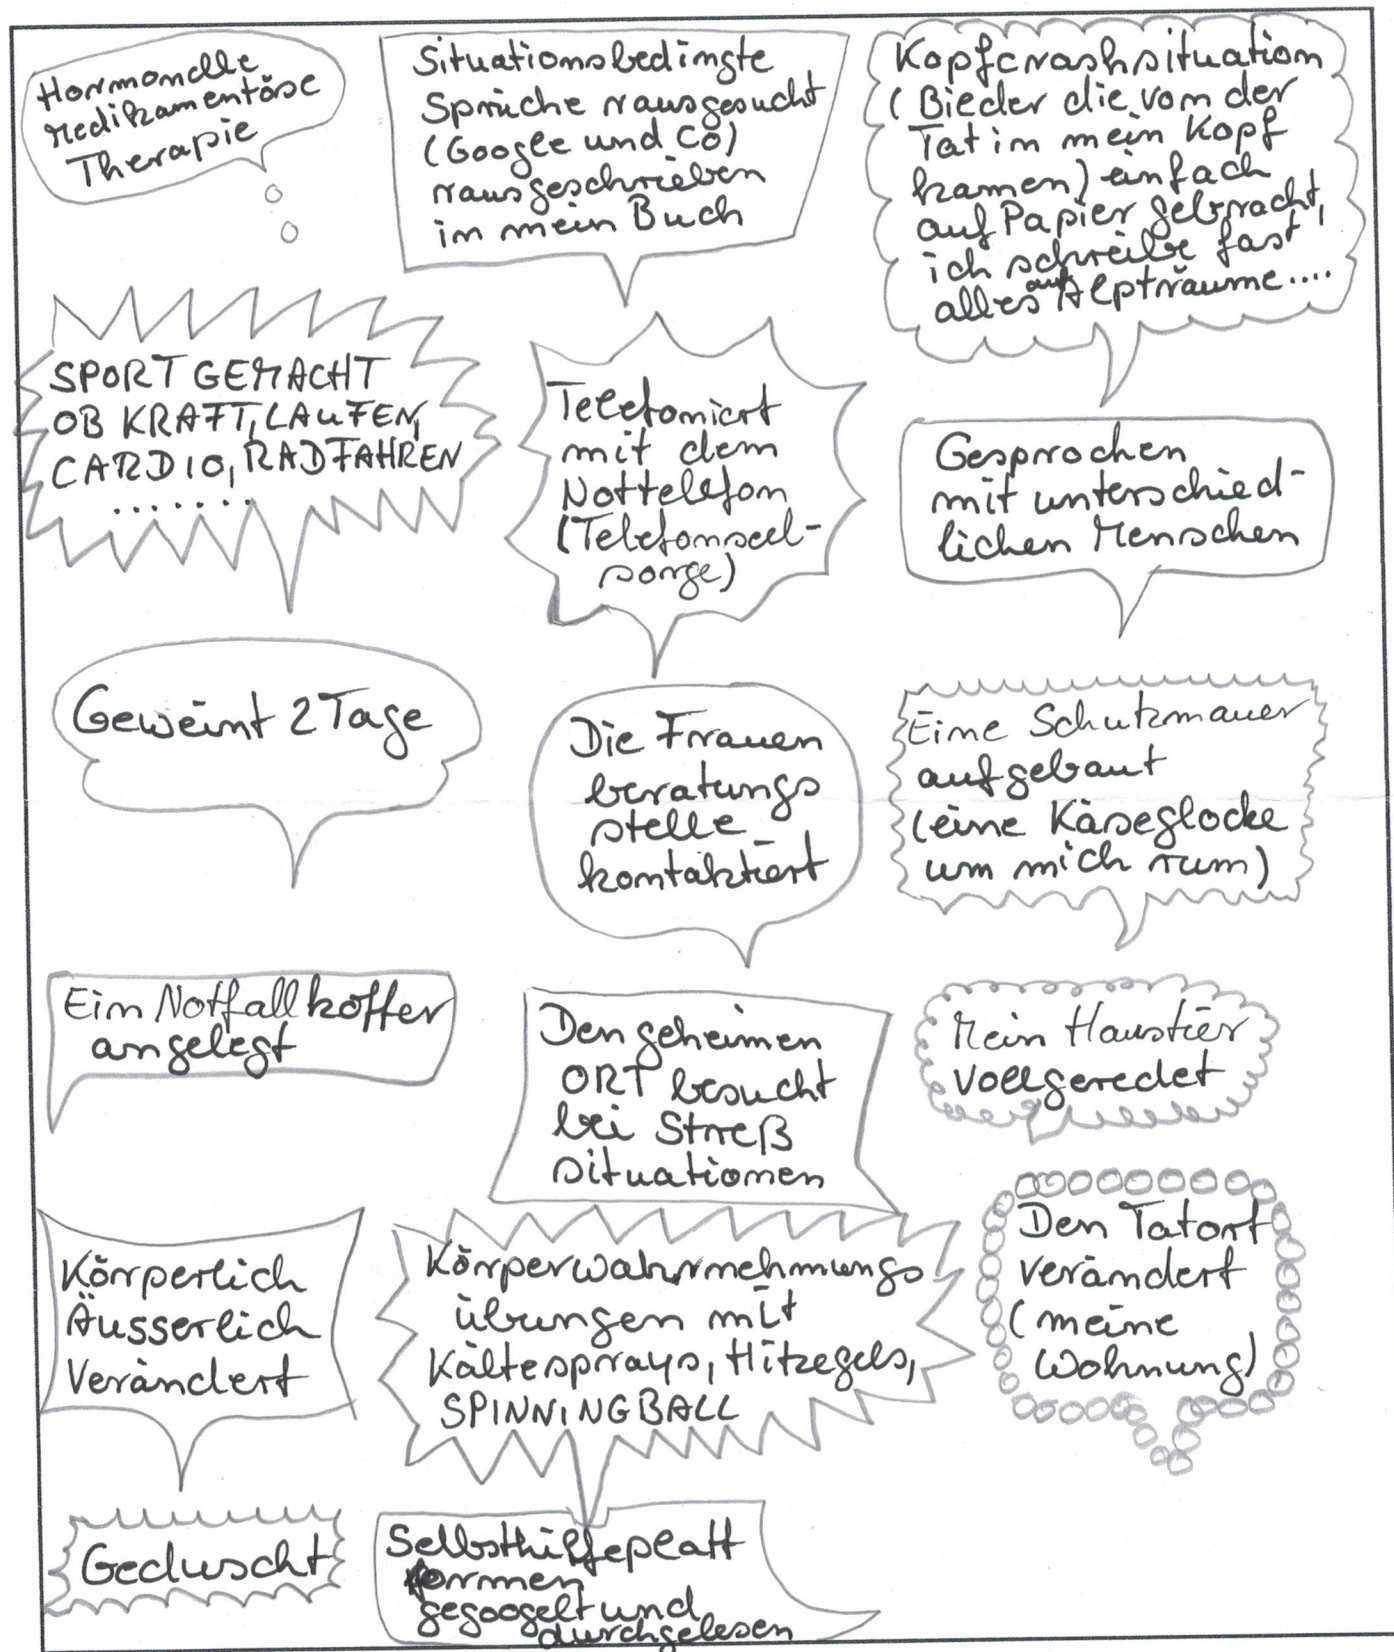 Hormonelle
Medikamentöse
Therapie
Situationsbedingte
Sprüche rausgesucht
(Google und CO)
rausgeschrieben
in mein Buch
Kopfcrashsituation
(Bieder die von der
Tat in mein Kopf
kamen) einfach
auf Papier gebracht,
ich schreibe fast
alles auf Alpträume....
SPORT GEMACHT
OB KRAFT, LAUFEN,
CARDIO, RADFAHREN
.......
Telefoniert
mit dem
Nottelefon
(Telefonseel-
sorge)
Gesprochen
mit unterschied-
lichen Menschen
Geweint 2 Tage
Die Frauen
beratungs
stelle
kontaktiert
Eine Schutzmauer
aufgebaut
(eine Käseglocke
um mich rum)
Ein Notfallkoffer
angelegt
Den geheimen
ORT besucht
bei Streß
situationen
Mein Haustier
vollgeredet
Körperlich
Äusserlich
Verändert
Körperwahrnehmungs
übungen mit
Kältesprays, Hitzegels,
SPINNINGBALL
Den Tatort
verändert
(meine
Wohnung)
Geduscht
Selbsthilfeplatt
formen
gegoogelt und
durchgelesen